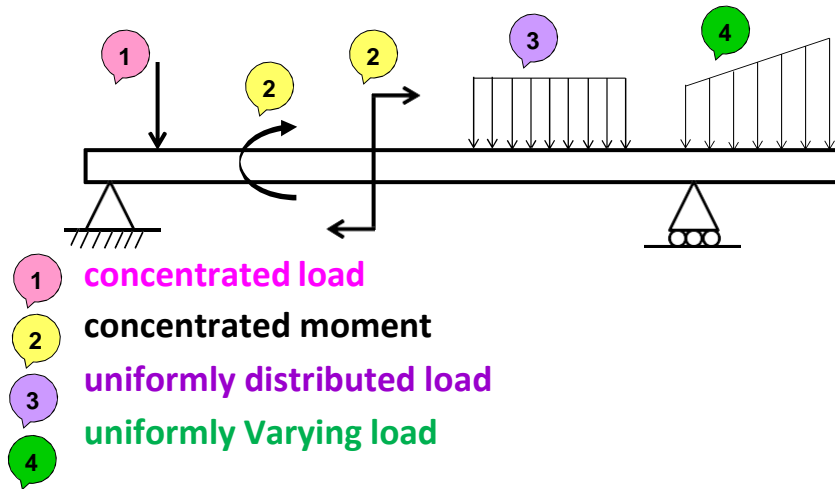 1
2
2
3
4
1 concentrated load
2 concentrated moment
3 uniformly distributed load
4 uniformly Varying load